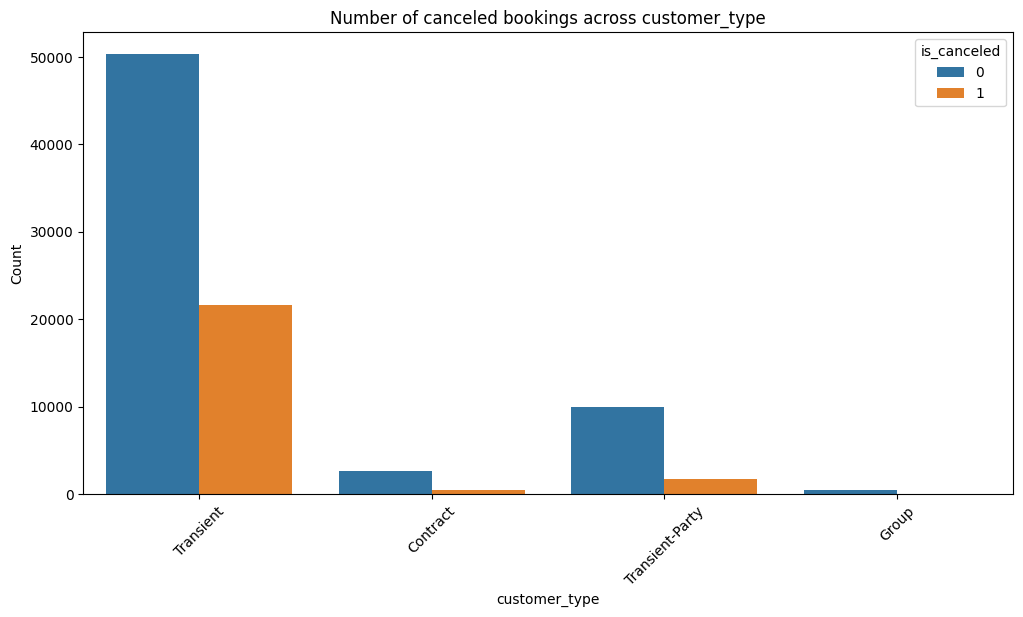 Number of canceled bookings across customer_type
is_canceled
0
1
50000
40000
30000
20000
10000
0
Count
Transient
Contract
Transient-Party
Group
customer_type